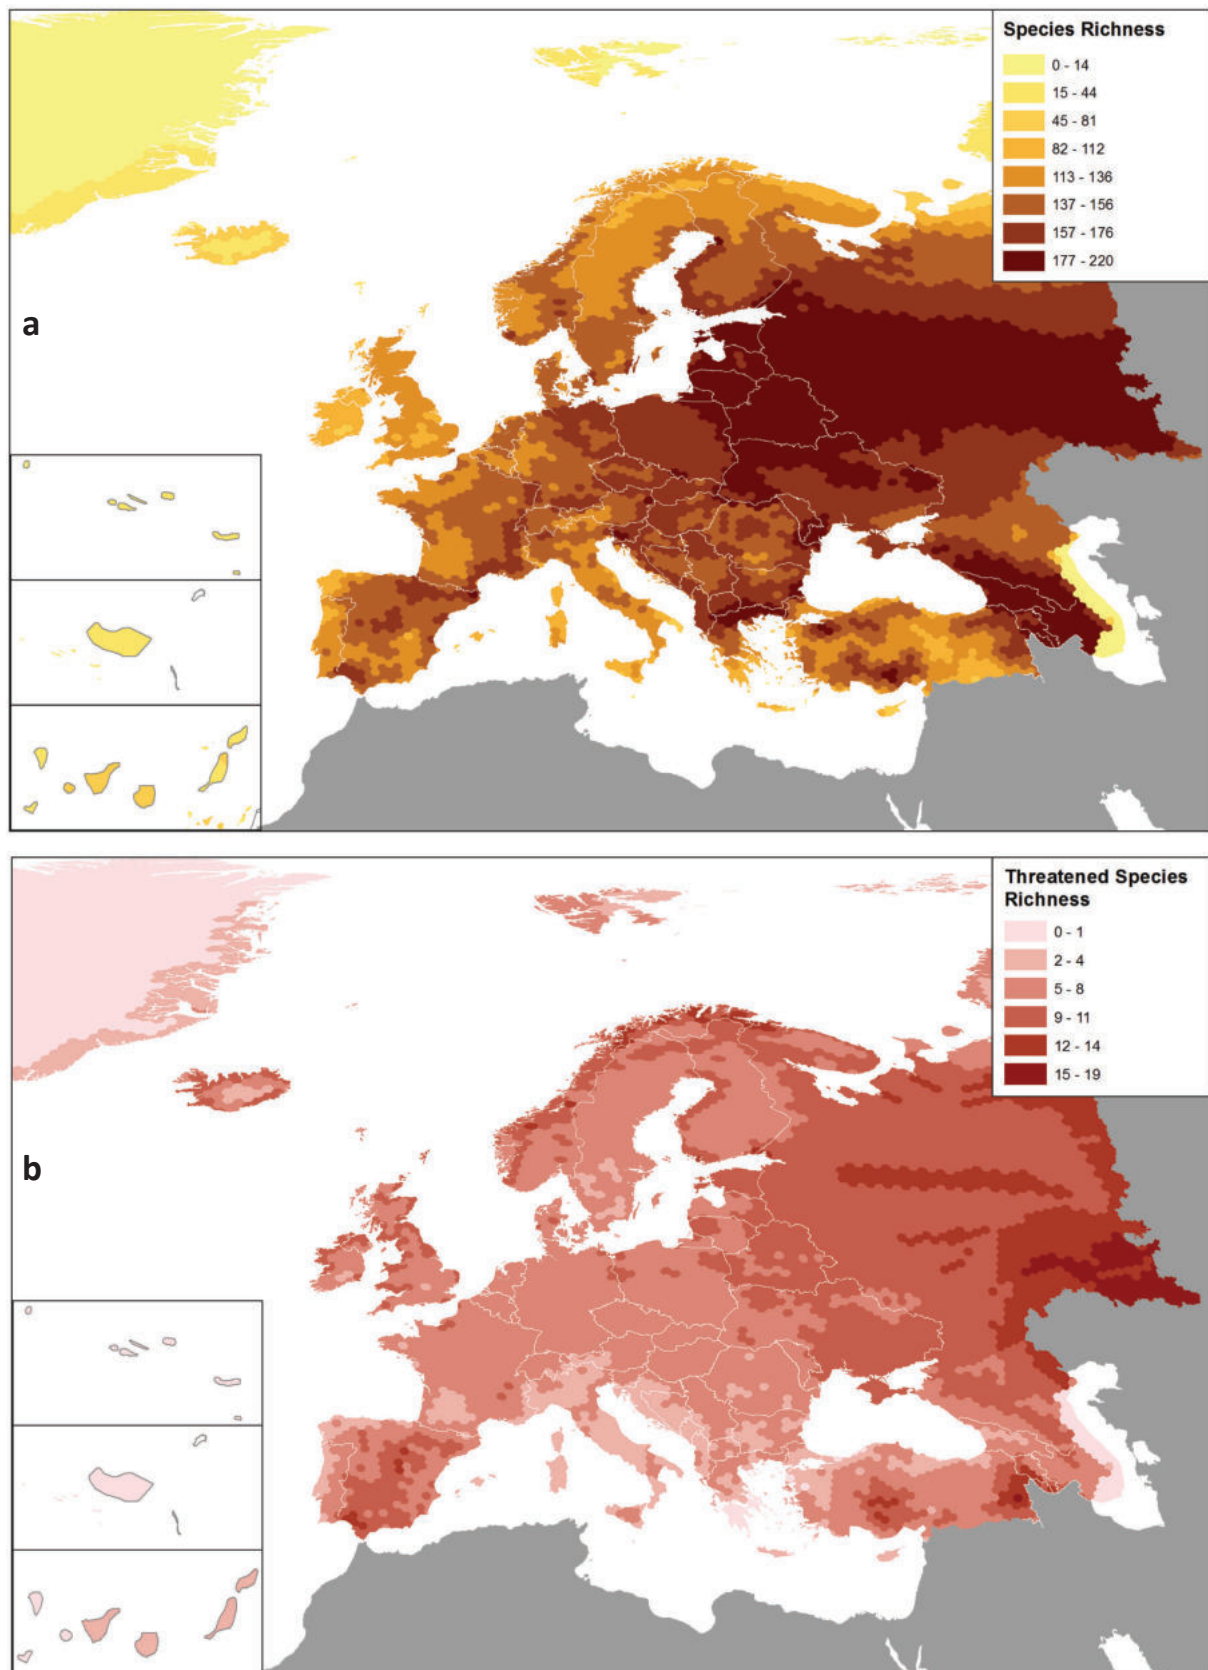 Species Richness
0 - 14
15 - 44
45 - 81
82 - 112
113 - 136
137 - 156
157 - 176
177 - 220
a
Threatened Species
Richness
0 - 1
2 - 4
5 - 8
9 - 11
12 - 14
15 - 19
b